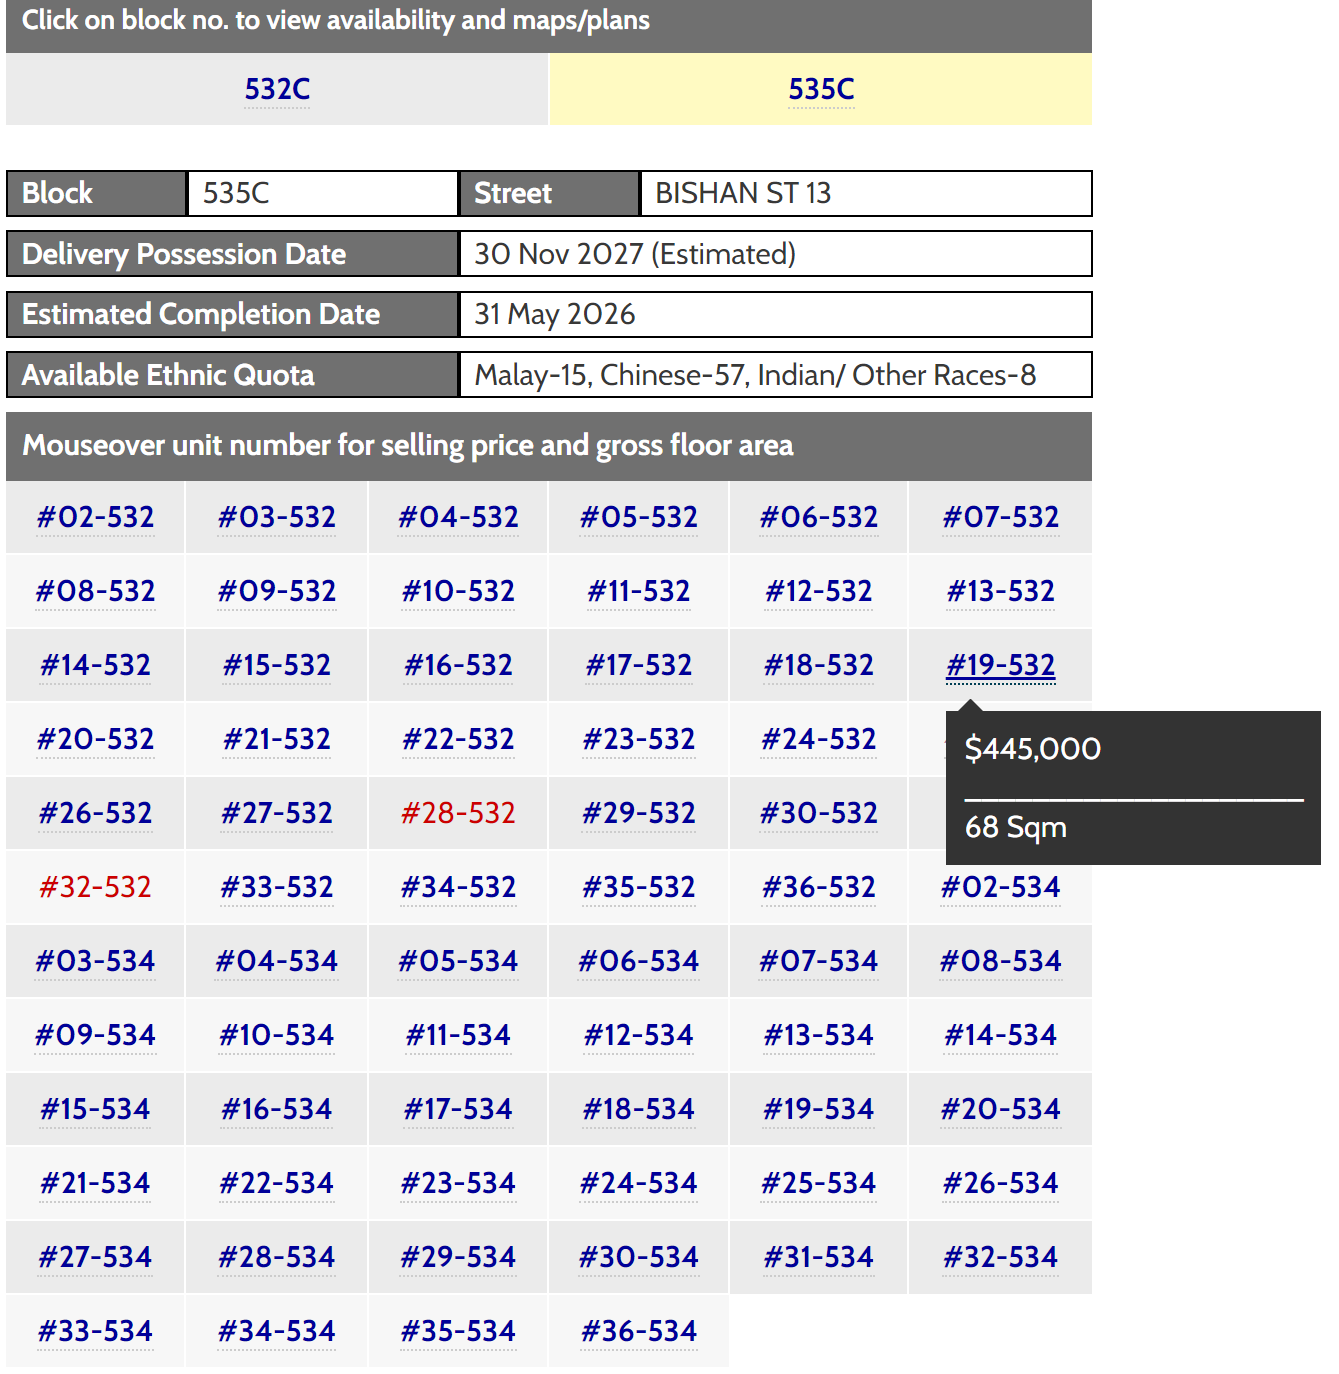 Click on block no. to view availability and maps/plans
532C 535C
Block 535C Street BISHAN ST 13
Delivery Possession Date 30 Nov 2027 (Estimated)
Estimated Completion Date 31 May 2026
Available Ethnic Quota Malay-15, Chinese-57, Indian/ Other Races-8
Mouseover unit number for selling price and gross floor area
#02-532 #03-532 #04-532 #05-532 #06-532 #07-532
#08-532 #09-532 #10-532 #11-532 #12-532 #13-532
#14-532 #15-532 #16-532 #17-532 #18-532 #19-532
#20-532 #21-532 #22-532 #23-532 #24-532
$445,000
#26-532 #27-532 #28-532 #29-532 #30-532
68 Sqm
#32-532 #33-532 #34-532 #35-532 #36-532 #02-534
#03-534 #04-534 #05-534 #06-534 #07-534 #08-534
#09-534 #10-534 #11-534 #12-534 #13-534 #14-534
#15-534 #16-534 #17-534 #18-534 #19-534 #20-534
#21-534 #22-534 #23-534 #24-534 #25-534 #26-534
#27-534 #28-534 #29-534 #30-534 #31-534 #32-534
#33-534 #34-534 #35-534 #36-534